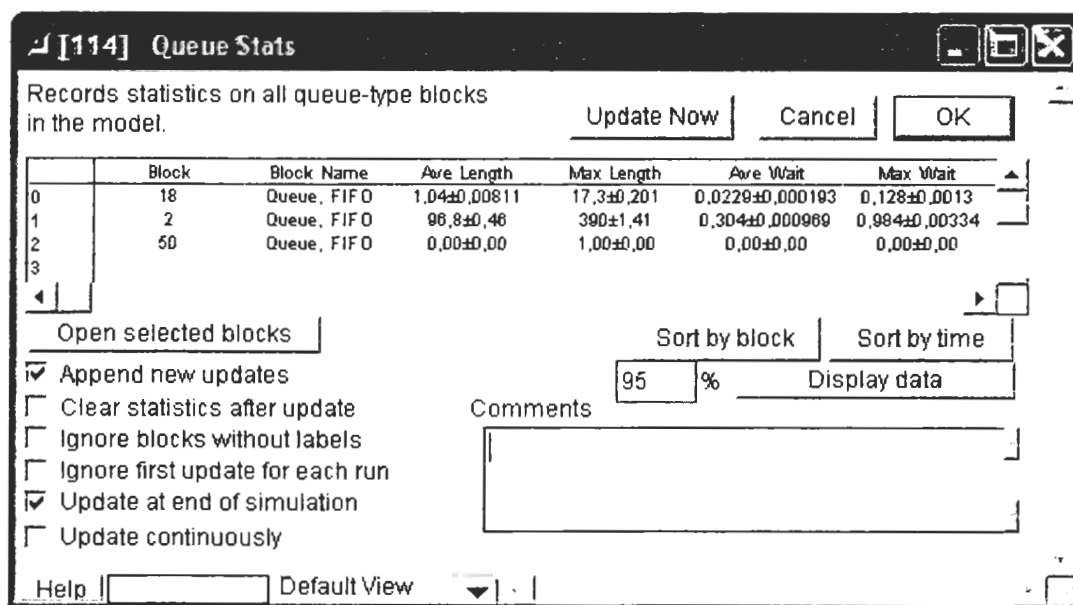 [114] Queue Stats
Records statistics on all queue-type blocks
in the model.
Update Now Cancel OK
Block Block Name Ave Length Max Length Ave Wait Max Wait
0 18 Queue, FIFO 1,04±0,00811 17,3±0,201 0,0229±0,000193 0,128±0,0013
1 2 Queue, FIFO 96,8±0,46 390±1,41 0,304±0,000969 0,984±0,00334
2 50 Queue, FIFO 0,00±0,00 1,00±0,00 0,00±0,00 0,00±0,00
3
Open selected blocks Sort by block Sort by time
Append new updates 95 % Display data
Clear statistics after update Comments
Ignore blocks without labels
Ignore first update for each run
Update at end of simulation
Update continuously
Help Default View